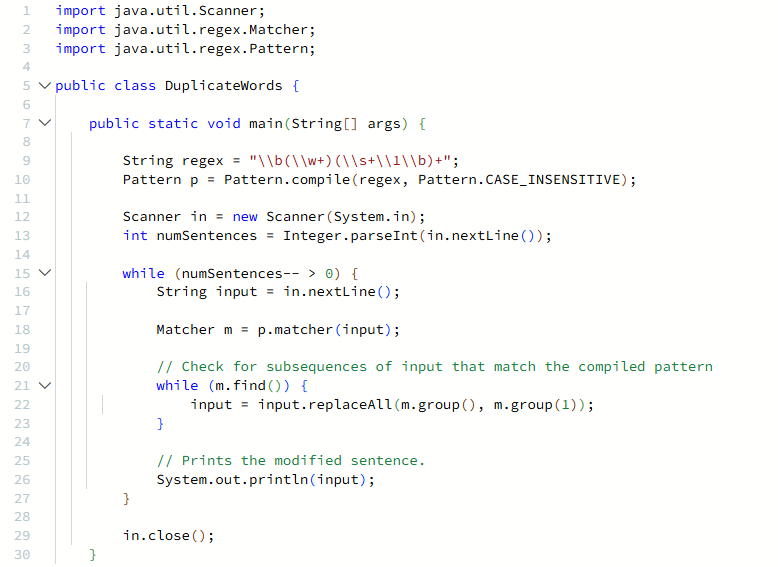 1 import java.util.Scanner;
2 import java.util.regex.Matcher;
3 import java.util.regex.Pattern;
4
5 public class DuplicateWords {
6
7     public static void main(String[] args) {
8
9         String regex = "\\b(\\w+)(\\s+\\1\\b)+";
10         Pattern p = Pattern.compile(regex, Pattern.CASE_INSENSITIVE);
11
12         Scanner in = new Scanner(System.in);
13         int numSentences = Integer.parseInt(in.nextLine());
14
15         while (numSentences-- > 0) {
16             String input = in.nextLine();
17
18             Matcher m = p.matcher(input);
19
20             // Check for subsequences of input that match the compiled pattern
21             while (m.find()) {
22                 input = input.replaceAll(m.group(), m.group(1));
23             }
24
25             // Prints the modified sentence.
26             System.out.println(input);
27         }
28
29         in.close();
30     }